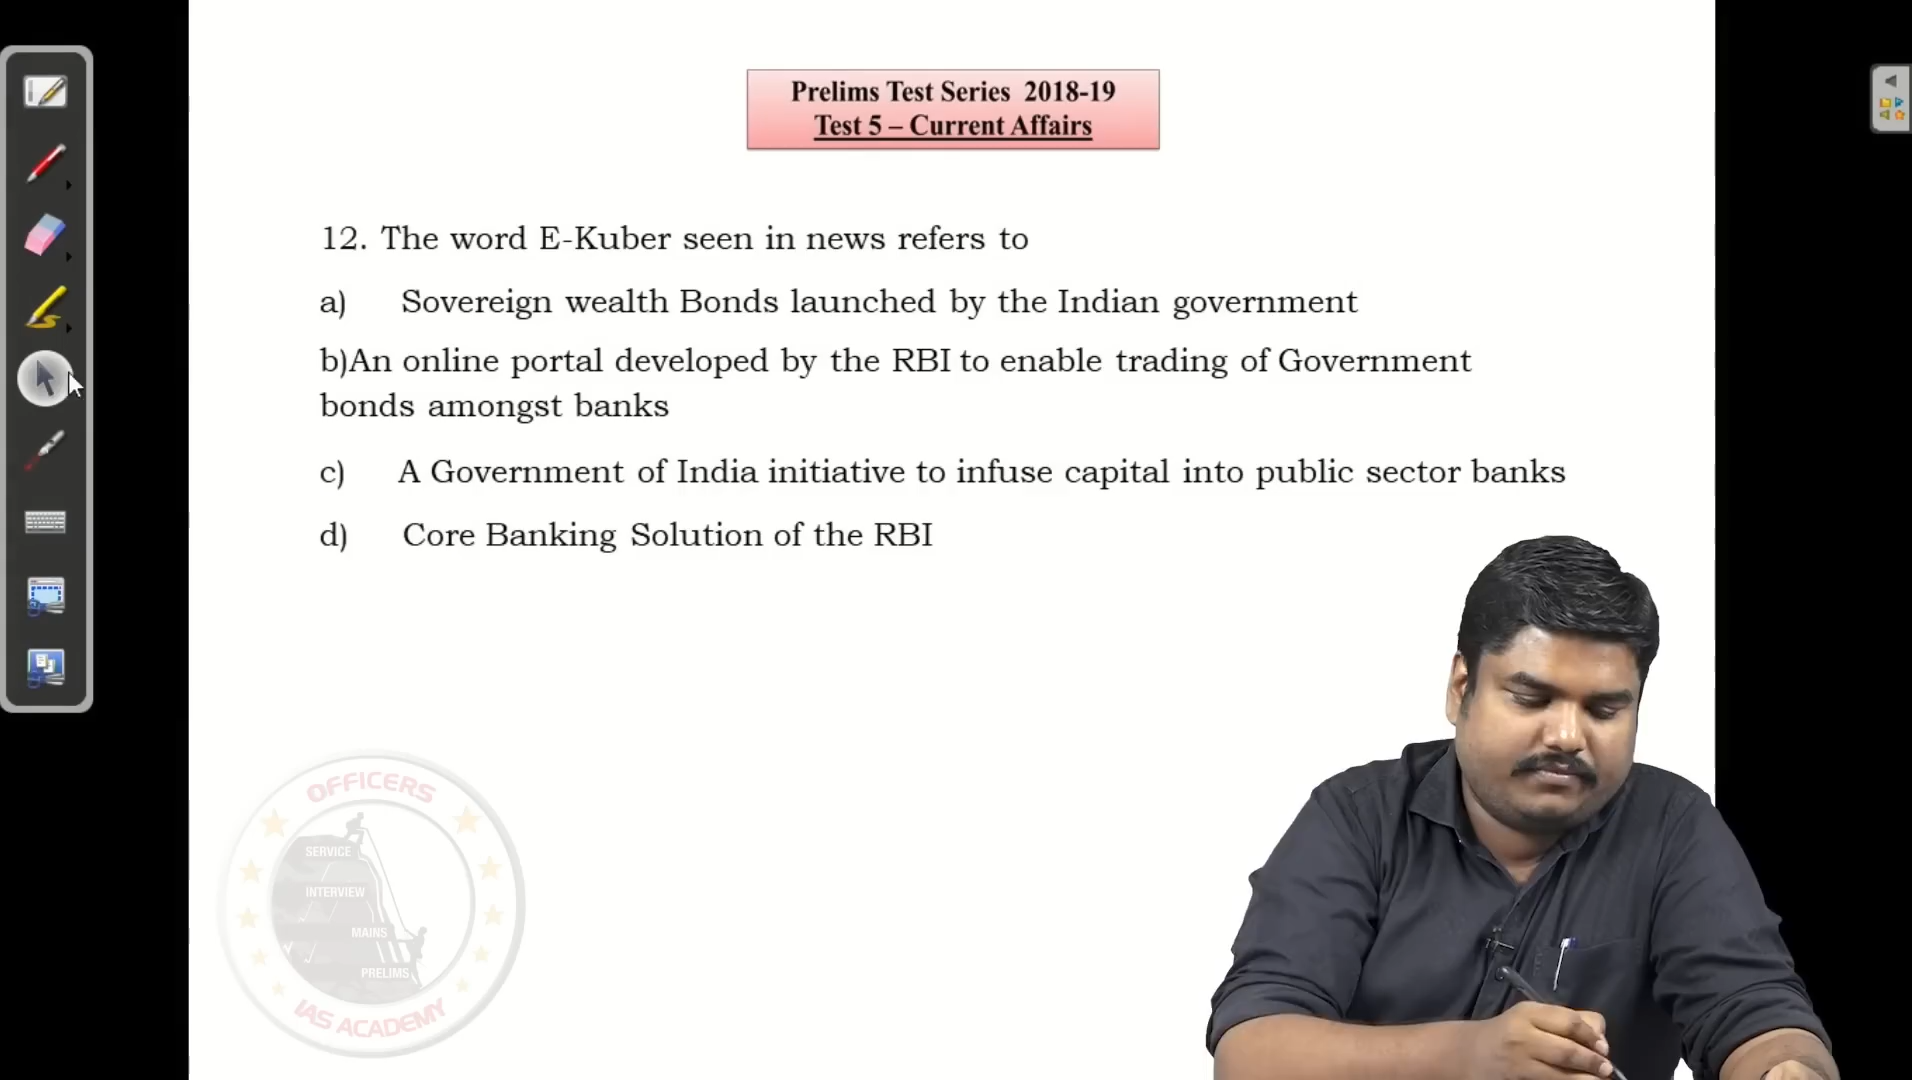 Prelims Test Series 2018-19
Test 5 – Current Affairs
12. The word E-Kuber seen in news refers to
a) Sovereign wealth Bonds launched by the Indian government
b)An online portal developed by the RBI to enable trading of Government
bonds amongst banks
c) A Government of India initiative to infuse capital into public sector banks
d) Core Banking Solution of the RBI
OFFICERS
SERVICE
INTERVIEW
MAINS
PRELIMS
IAS ACADEMY